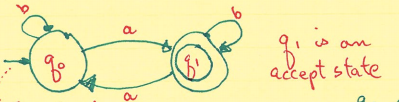 b
b
a
q₀
q₁
a
q₁ is an
accept state